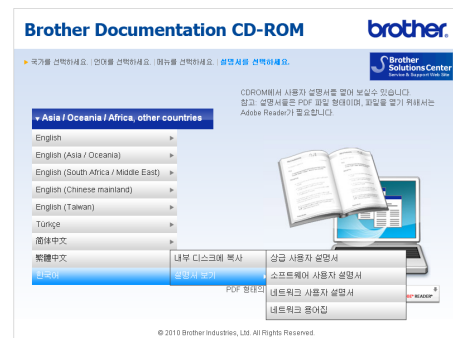 Brother Documentation CD-ROM
brother.
▸ 국가를 선택하세요. | 언어를 선택하세요. | 메뉴를 선택하세요. | 설명서를 선택하세요.
Brother
Solutions Center
Service & Support Web Site
CDROM에서 사용자 설명서를 열어 보실수 있습니다.
참고: 설명서들은 PDF 파일 형태이며, 파일을 열기 위해서는
Adobe Reader가 필요합니다.
▾ Asia / Oceania / Africa, other countries
English
English (Asia / Oceania)
English (South Africa / Middle East)
English (Chinese mainland)
English (Taiwan)
Türkçe
简体中文
繁體中文
한국어
내부 디스크에 복사
설명서 보기
상급 사용자 설명서
소프트웨어 사용자 설명서
네트워크 사용자 설명서
네트워크 용어집
PDF 형태의
READER
© 2010 Brother Industries, Ltd. All Rights Reserved.